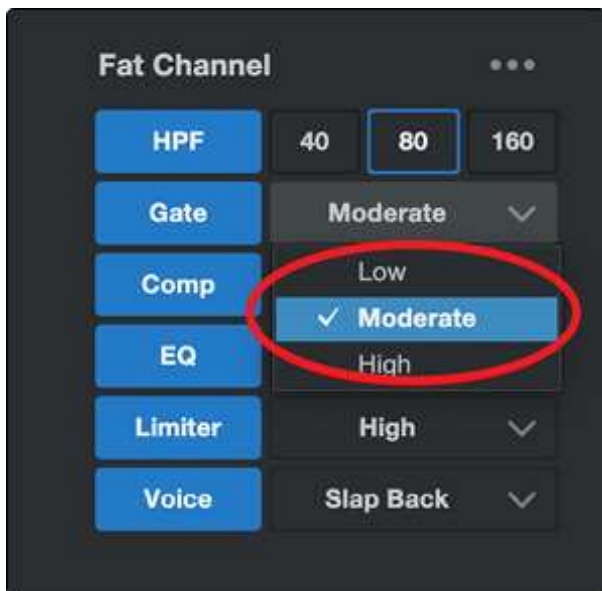 Fat Channel
HPF 40 80 160
Gate Moderate
Low
Comp
Moderate
EQ
High
Limiter High
Voice Slap Back